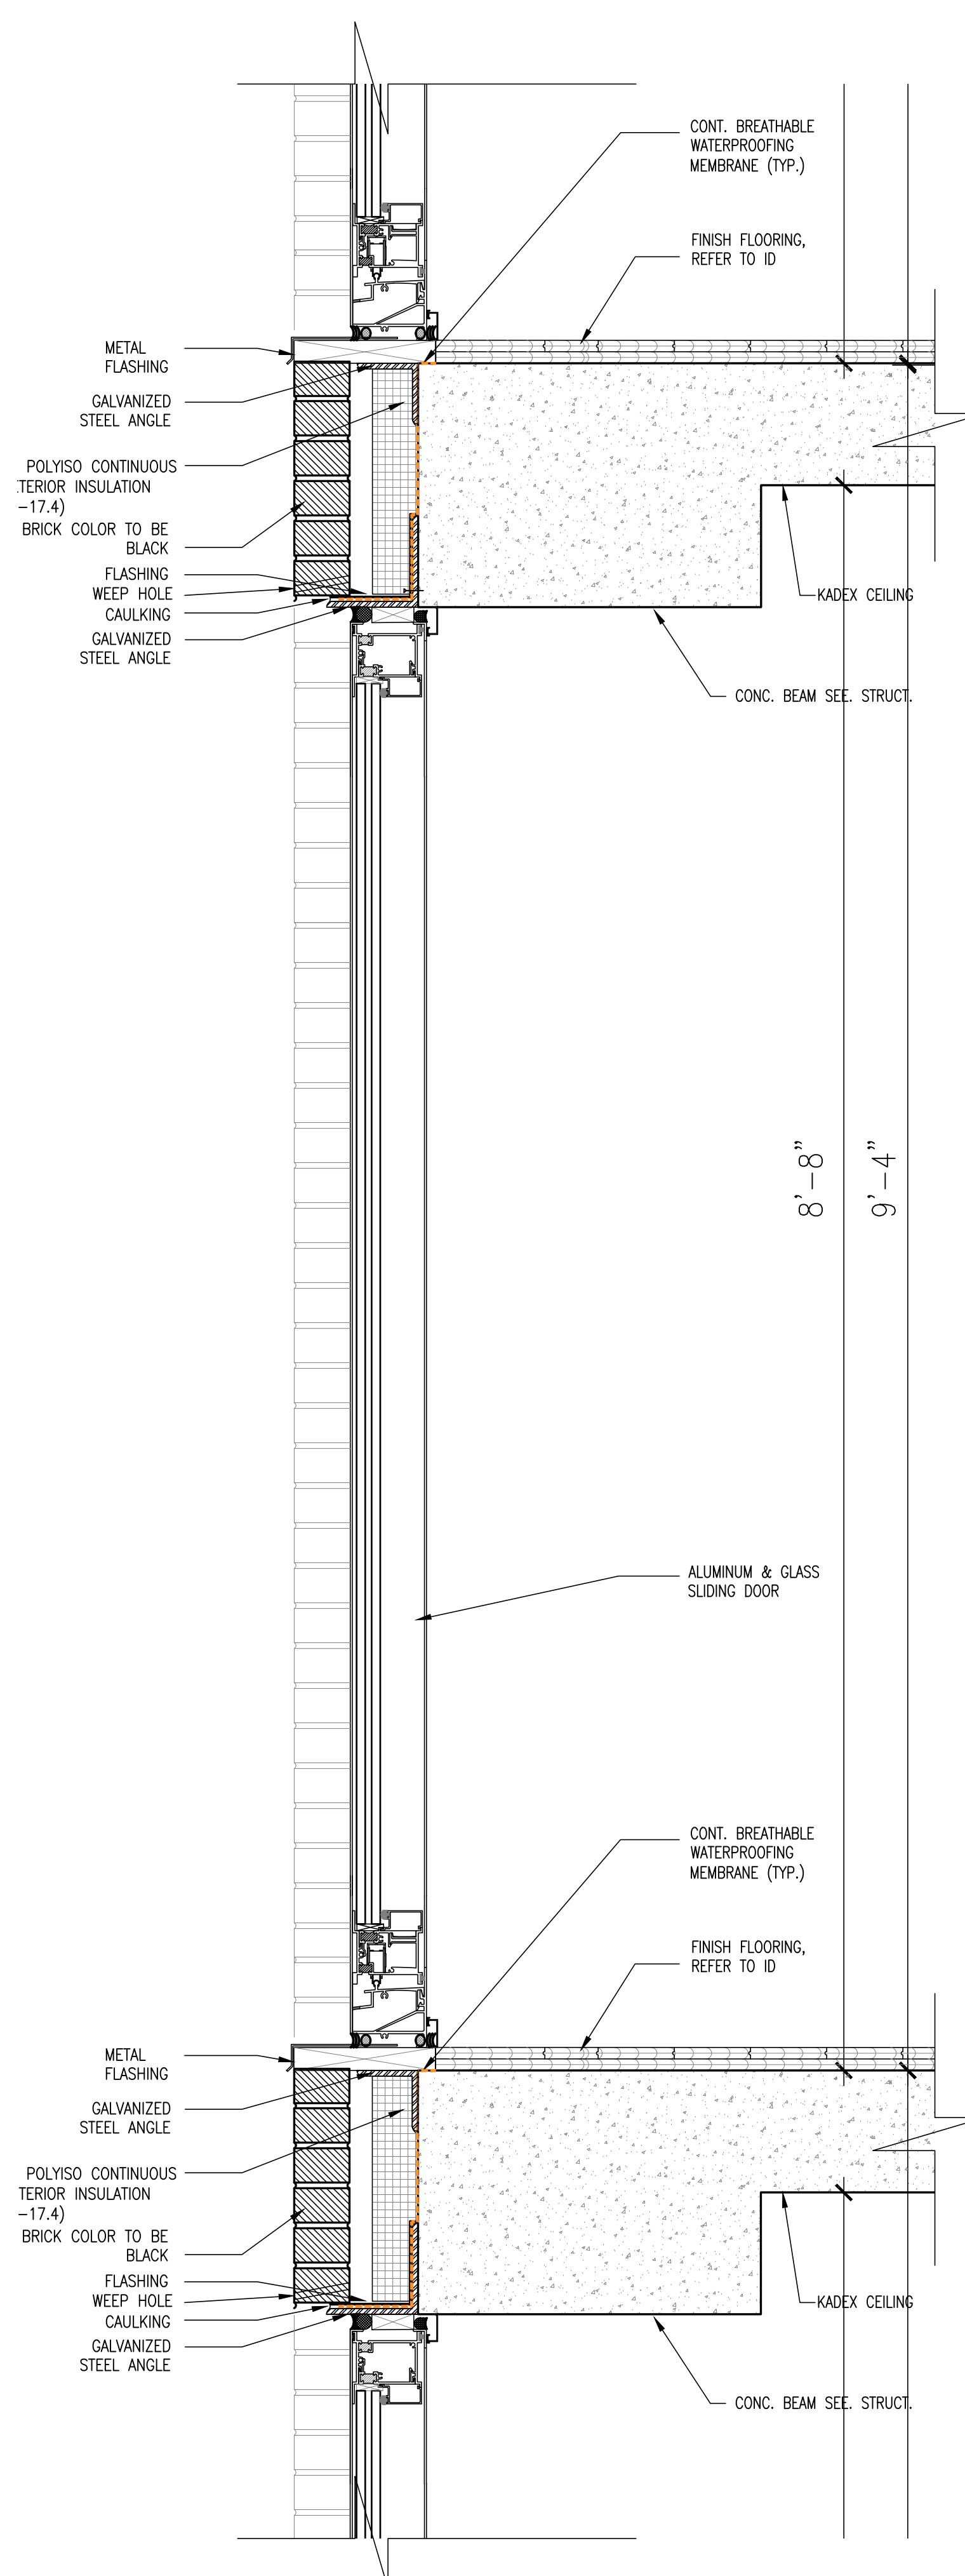 CONT. BREATHABLE
WATERPROOFING
MEMBRANE (TYP.)
FINISH FLOORING,
REFER TO ID
METAL
FLASHING
GALVANIZED
STEEL ANGLE
POLYISO CONTINUOUS
TERIOR INSULATION
-17.4)
BRICK COLOR TO BE
BLACK
FLASHING
WEEP HOLE
CAULKING
GALVANIZED
STEEL ANGLE
KADEX CEILING
CONC. BEAM SEE. STRUCT.
8'-8"
9'-4"
ALUMINUM & GLASS
SLIDING DOOR
CONT. BREATHABLE
WATERPROOFING
MEMBRANE (TYP.)
FINISH FLOORING,
REFER TO ID
METAL
FLASHING
GALVANIZED
STEEL ANGLE
POLYISO CONTINUOUS
TERIOR INSULATION
-17.4)
BRICK COLOR TO BE
BLACK
FLASHING
WEEP HOLE
CAULKING
GALVANIZED
STEEL ANGLE
KADEX CEILING
CONC. BEAM SEE. STRUCT.